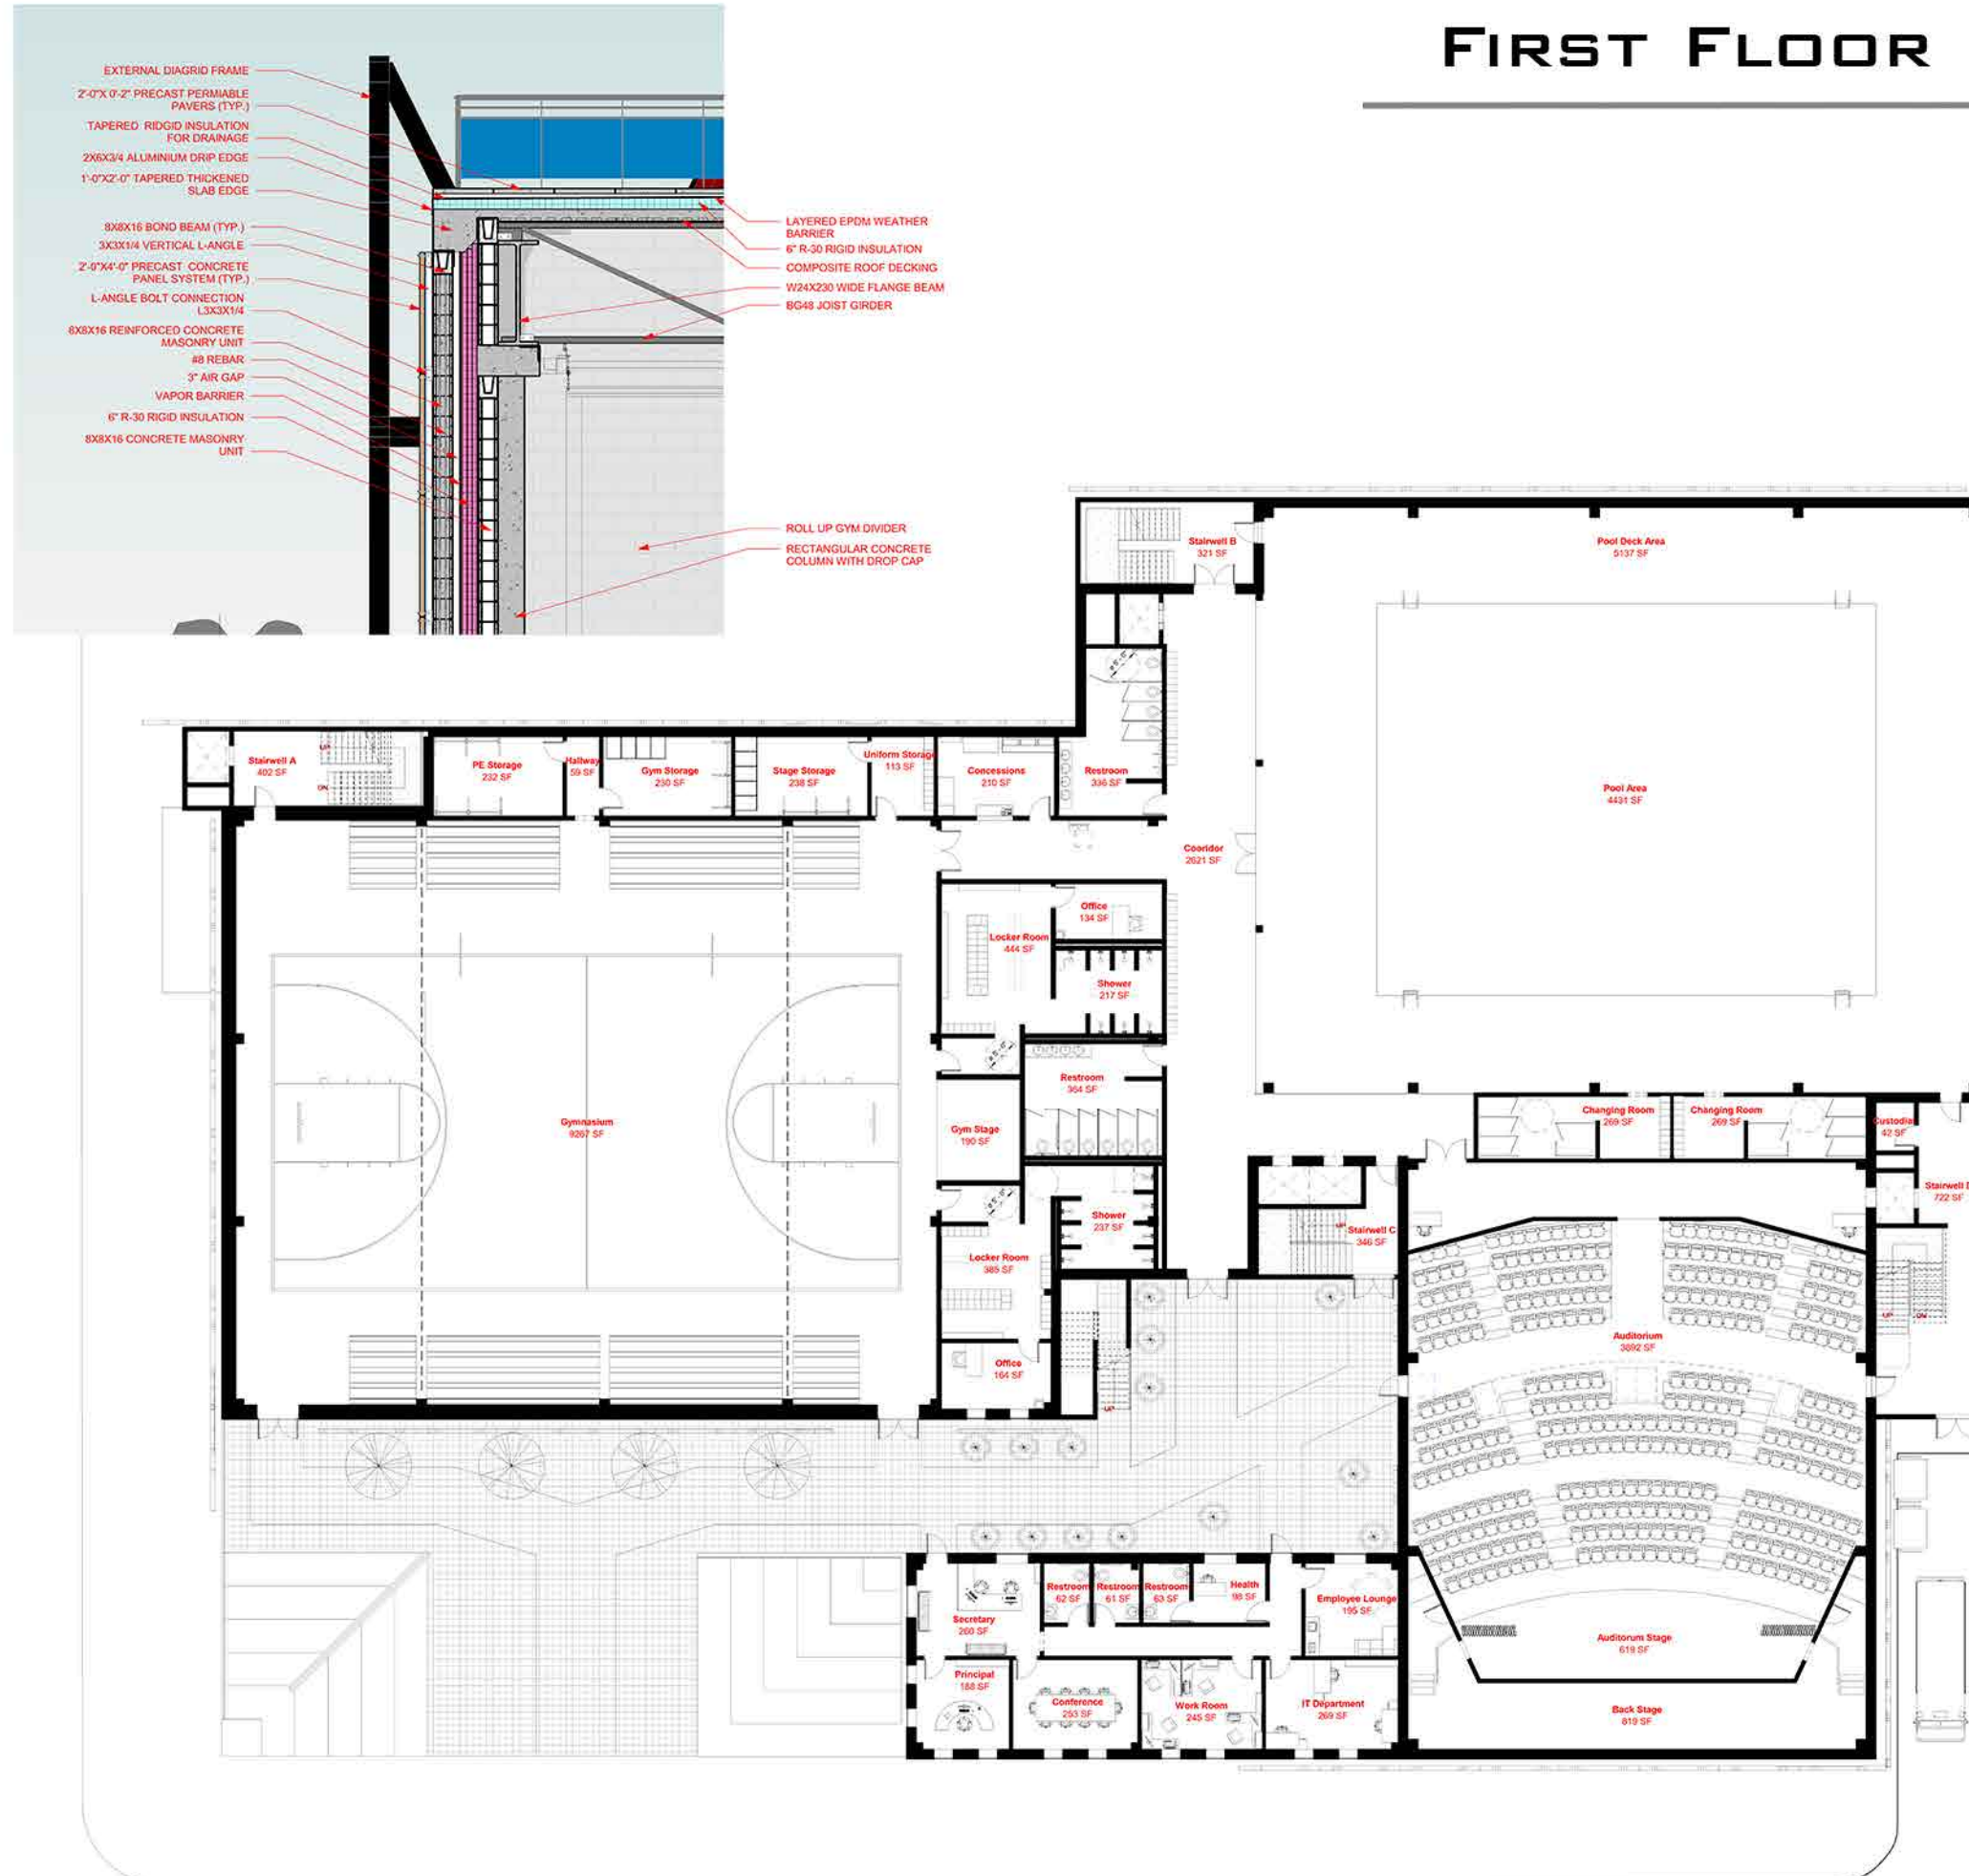 FIRST FLOOR
EXTERNAL DIAGRID FRAME
2'-0"X 0'-2" PRECAST PERMIABLE
PAVERS (TYP.)
TAPERED RIDGID INSULATION
FOR DRAINAGE
2X6X3/4 ALUMINIUM DRIP EDGE
1'-0"X2'-0" TAPERED THICKENED
SLAB EDGE
8X8X16 BOND BEAM (TYP.)
3X3X1/4 VERTICAL L-ANGLE
2'-0"X4'-0" PRECAST CONCRETE
PANEL SYSTEM (TYP.)
L-ANGLE BOLT CONNECTION
L3X3X1/4
8X8X16 REINFORCED CONCRETE
MASONRY UNIT
#8 REBAR
3" AIR GAP
VAPOR BARRIER
6" R-30 RIGID INSULATION
8X8X16 CONCRETE MASONRY
UNIT
LAYERED EPDM WEATHER
BARRIER
6" R-30 RIGID INSULATION
COMPOSITE ROOF DECKING
W24X230 WIDE FLANGE BEAM
BG48 JOIST GIRDER
ROLL UP GYM DIVIDER
RECTANGULAR CONCRETE
COLUMN WITH DROP CAP
Stairwell B
321 SF
Pool Deck Area
5137 SF
Stairwell A
402 SF
UP
DN
PE Storage
232 SF
Hallway
59 SF
Gym Storage
230 SF
Stage Storage
238 SF
Uniform Storage
113 SF
Concessions
210 SF
Restroom
336 SF
Pool Area
4431 SF
Cooridor
2621 SF
Office
134 SF
Locker Room
444 SF
Shower
217 SF
Restroom
364 SF
Gymnasium
9267 SF
Gym Stage
190 SF
Changing Room
269 SF
Changing Room
269 SF
Custodial
42 SF
Shower
237 SF
UP
Stairwell C
346 SF
Stairwell D
722 SF
Locker Room
385 SF
UP
DN
Auditorium
3892 SF
Office
164 SF
UP
Restroom
62 SF
Restroom
61 SF
Restroom
63 SF
Health
98 SF
Employee Lounge
195 SF
Secretary
260 SF
Auditorum Stage
619 SF
Principal
188 SF
Conference
253 SF
Work Room
245 SF
IT Department
269 SF
Back Stage
819 SF